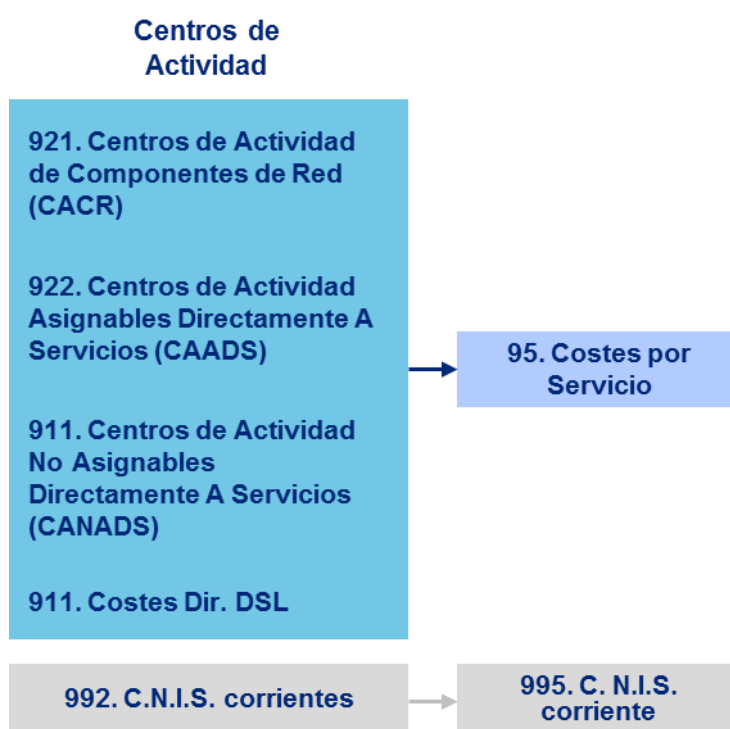 Centros de
Actividad
921. Centros de Actividad
de Componentes de Red
(CACR)
922. Centros de Actividad
Asignables Directamente A
Servicios (CAADS)
95. Costes por
Servicio
911. Centros de Actividad
No Asignables
Directamente A Servicios
(CANADS)
911. Costes Dir. DSL
992. C.N.I.S. corrientes
995. C. N.I.S.
corriente